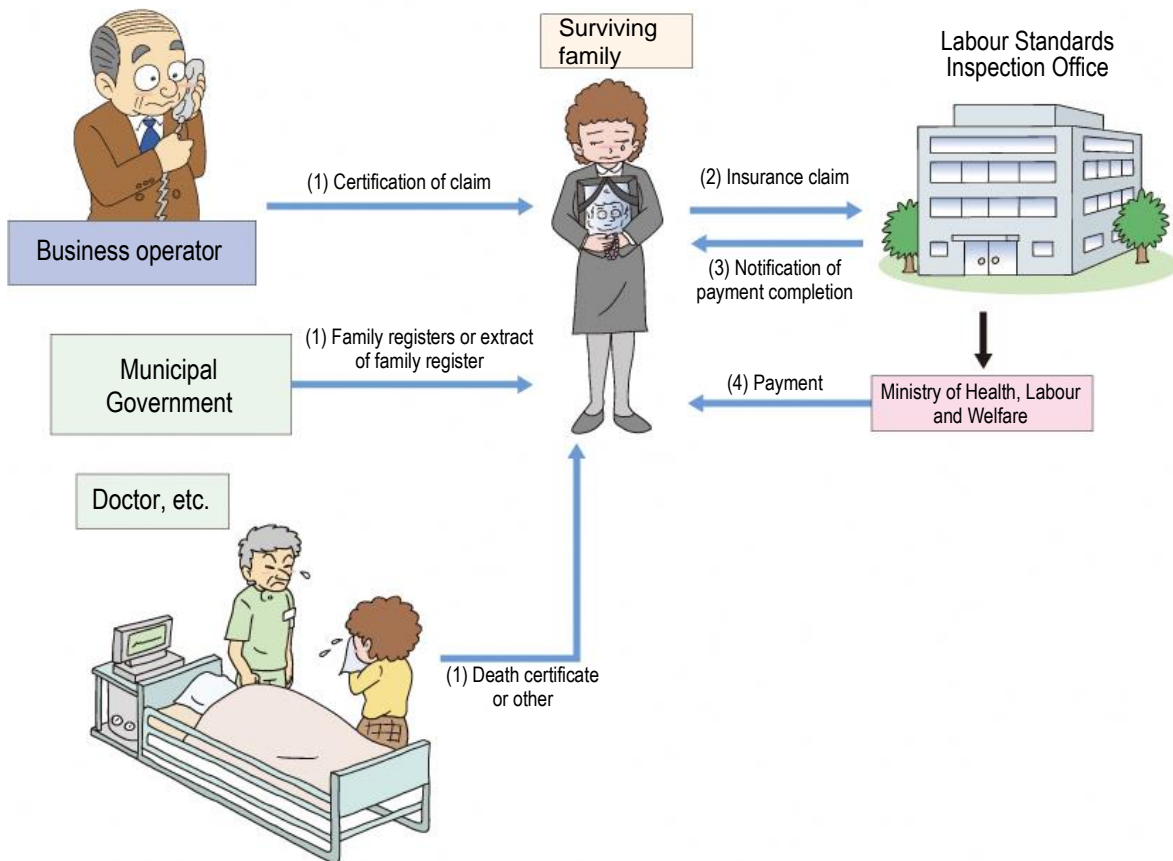 Surviving
family
Labour Standards
Inspection Office
(1) Certification of claim
(2) Insurance claim
Business operator
(3) Notification of
payment completion
(1) Family registers or extract
of family register
Municipal
Government
(4) Payment
Ministry of Health, Labour
and Welfare
Doctor, etc.
(1) Death certificate
or other